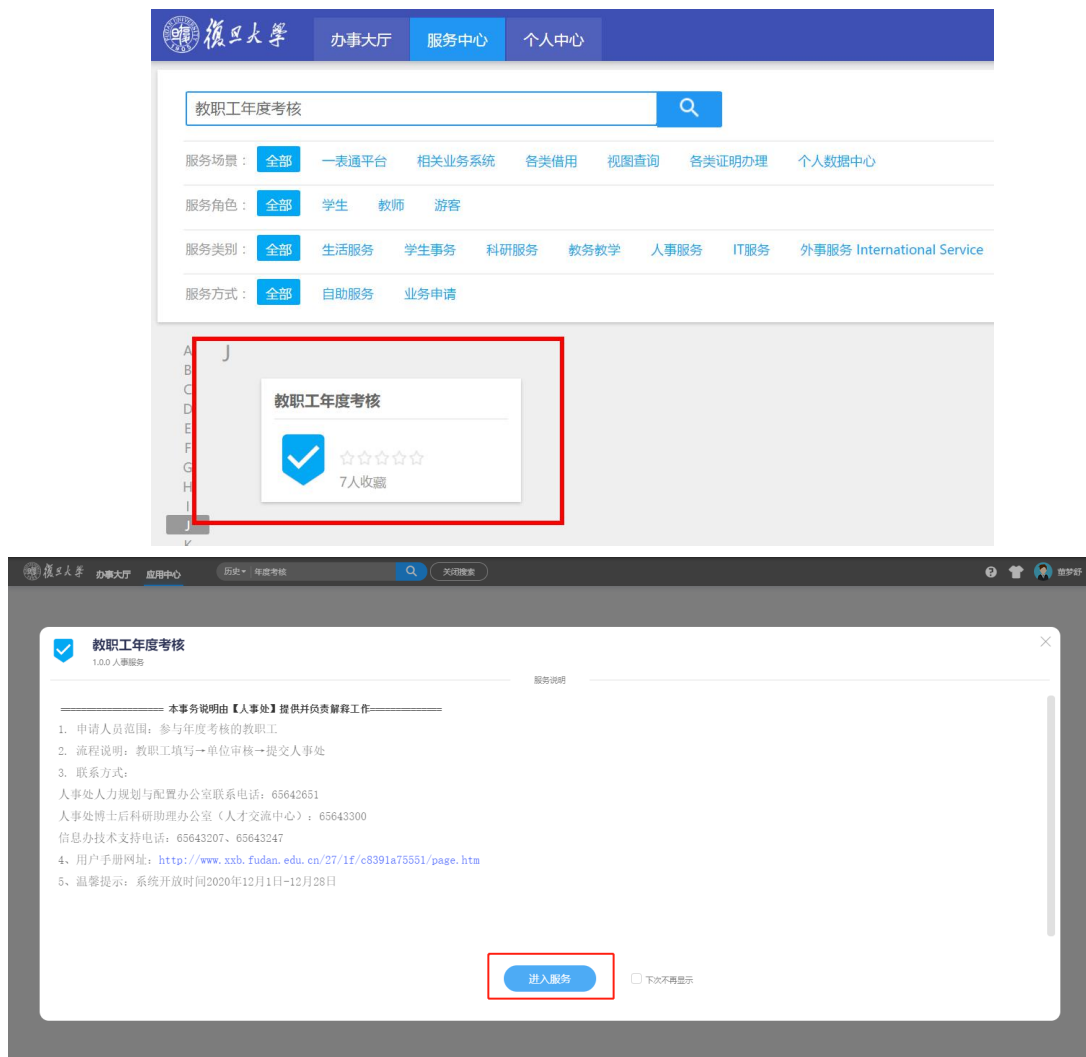 復旦大學 办事大厅 服务中心 个人中心
教职工年度考核
服务场景： 全部 一表通平台 相关业务系统 各类借用 视图查询 各类证明办理 个人数据中心
服务角色： 全部 学生 教师 游客
服务类别： 全部 生活服务 学生事务 科研服务 教务教学 人事服务 IT服务 外事服务 International Service
服务方式： 全部 自助服务 业务申请
A
J
B
C
D
E
F
G
H
I
J
K
教职工年度考核
7人收藏
復旦大學 办事大厅 应用中心 历史 年度考核 关闭搜索 童梦妤
教职工年度考核
1.0.0 人事服务
服务说明
==================== 本事务说明由【人事处】提供并负责解释工作==============
1. 申请人员范围：参与年度考核的教职工
2. 流程说明：教职工填写→单位审核→提交人事处
3. 联系方式：
人事处人力规划与配置办公室联系电话：65642651
人事处博士后科研助理办公室（人才交流中心）：65643300
信息办技术支持电话：65643207、65643247
4、用户手册网址：http://www.xxb.fudan.edu.cn/27/1f/c8391a75551/page.htm
5、温馨提示：系统开放时间2020年12月1日-12月28日
进入服务 下次不再显示